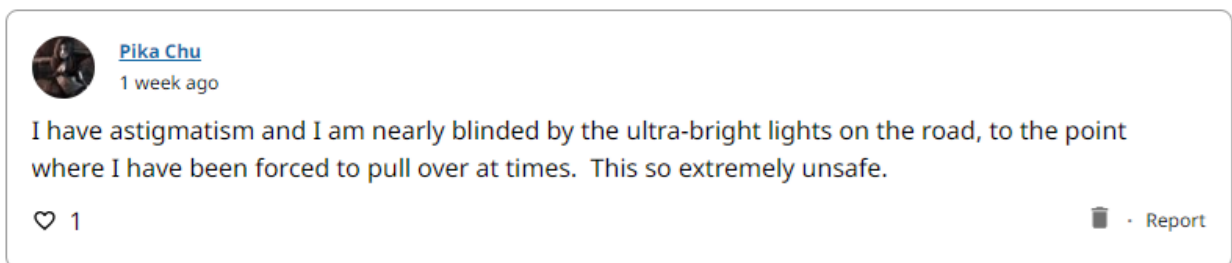 Pika Chu
1 week ago
I have astigmatism and I am nearly blinded by the ultra-bright lights on the road, to the point
where I have been forced to pull over at times.  This so extremely unsafe.
1
· Report